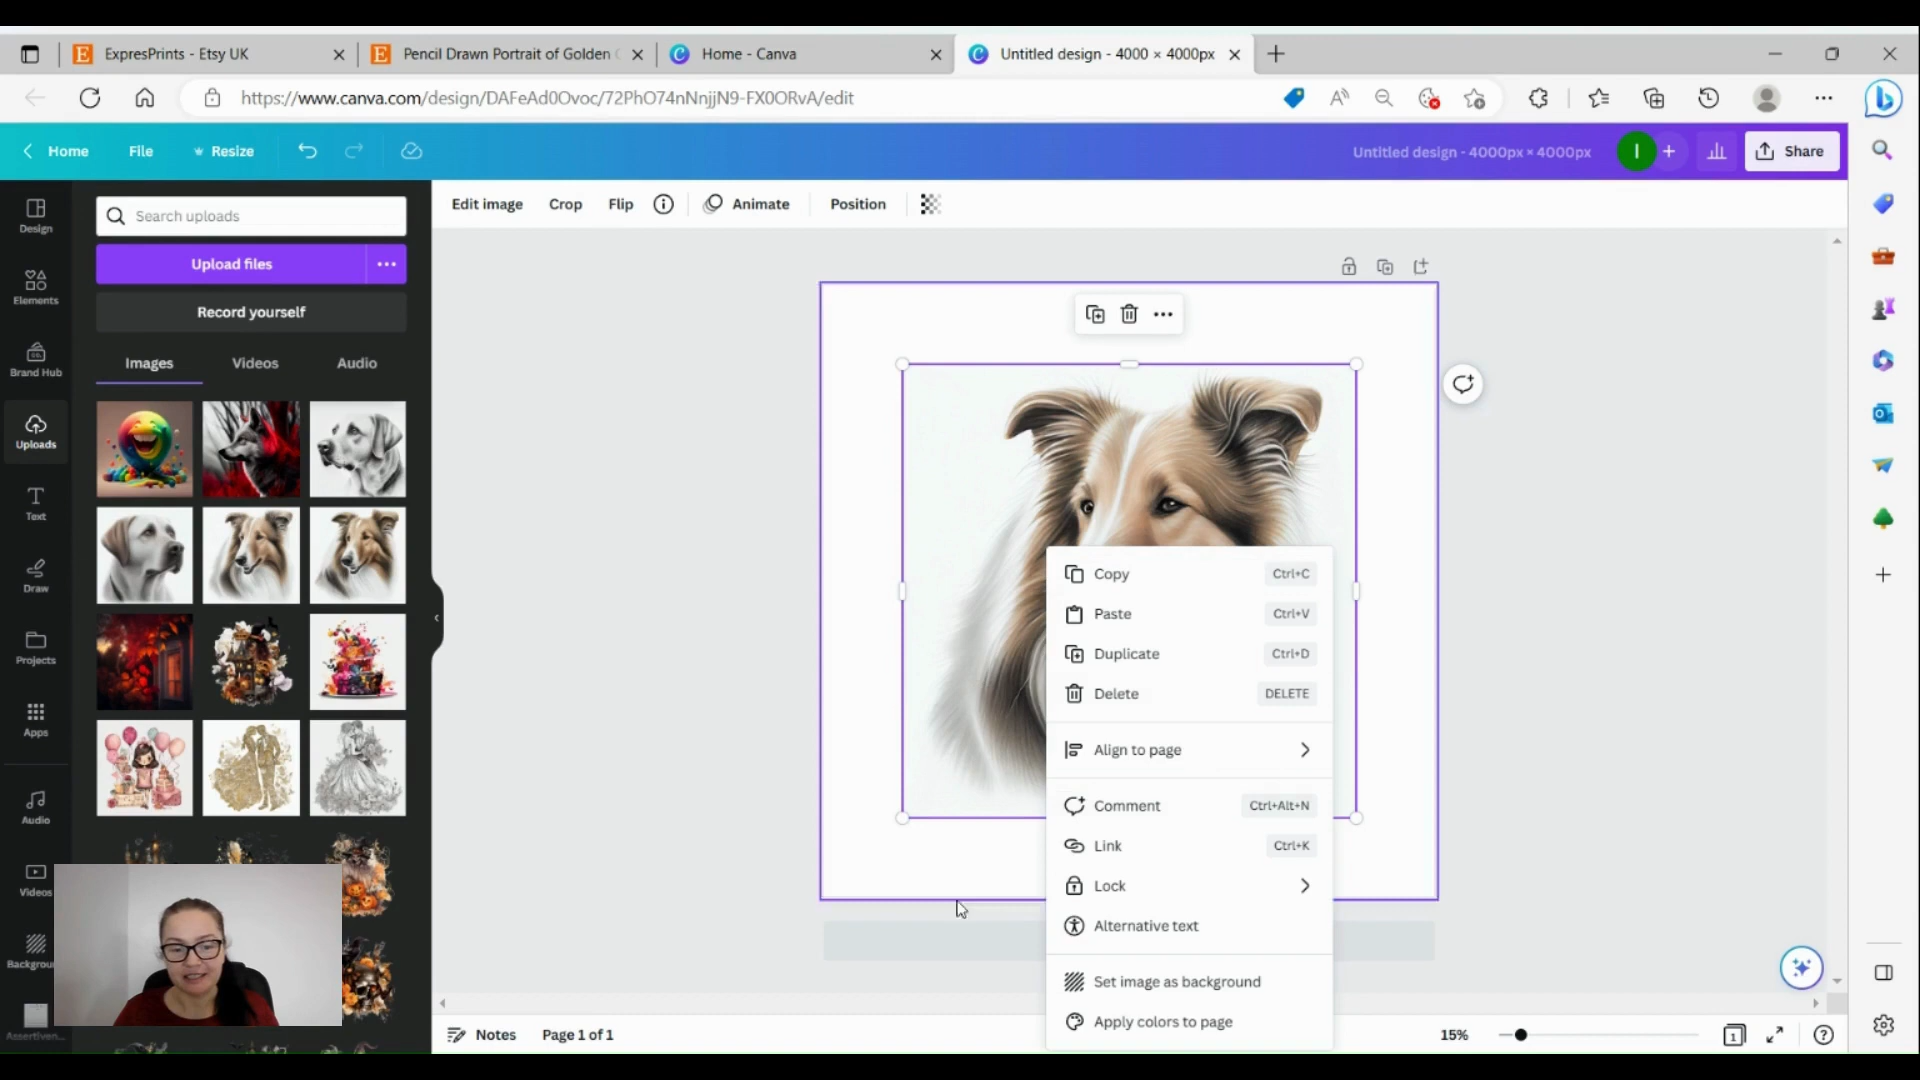 ExpresPrints - Etsy UK
Pencil Drawn Portrait of Golden
Home - Canva
Untitled design - 4000 × 4000px
https://www.canva.com/design/DAFeAd0Ovoc/72PhO74nNnjjN9-FX0ORvA/edit
Home
File
Resize
Untitled design - 4000px × 4000px
I
Share
Edit image
Crop
Flip
Animate
Position
Search uploads
Upload files
Record yourself
Images
Videos
Audio
Design
Elements
Brand Hub
Uploads
Text
Draw
Projects
Apps
Audio
Videos
Backgrou
Assertiven...
Copy Ctrl+C
Paste Ctrl+V
Duplicate Ctrl+D
Delete DELETE
Align to page
Comment Ctrl+Alt+N
Link Ctrl+K
Lock
Alternative text
Set image as background
Apply colors to page
Notes
Page 1 of 1
15%
1